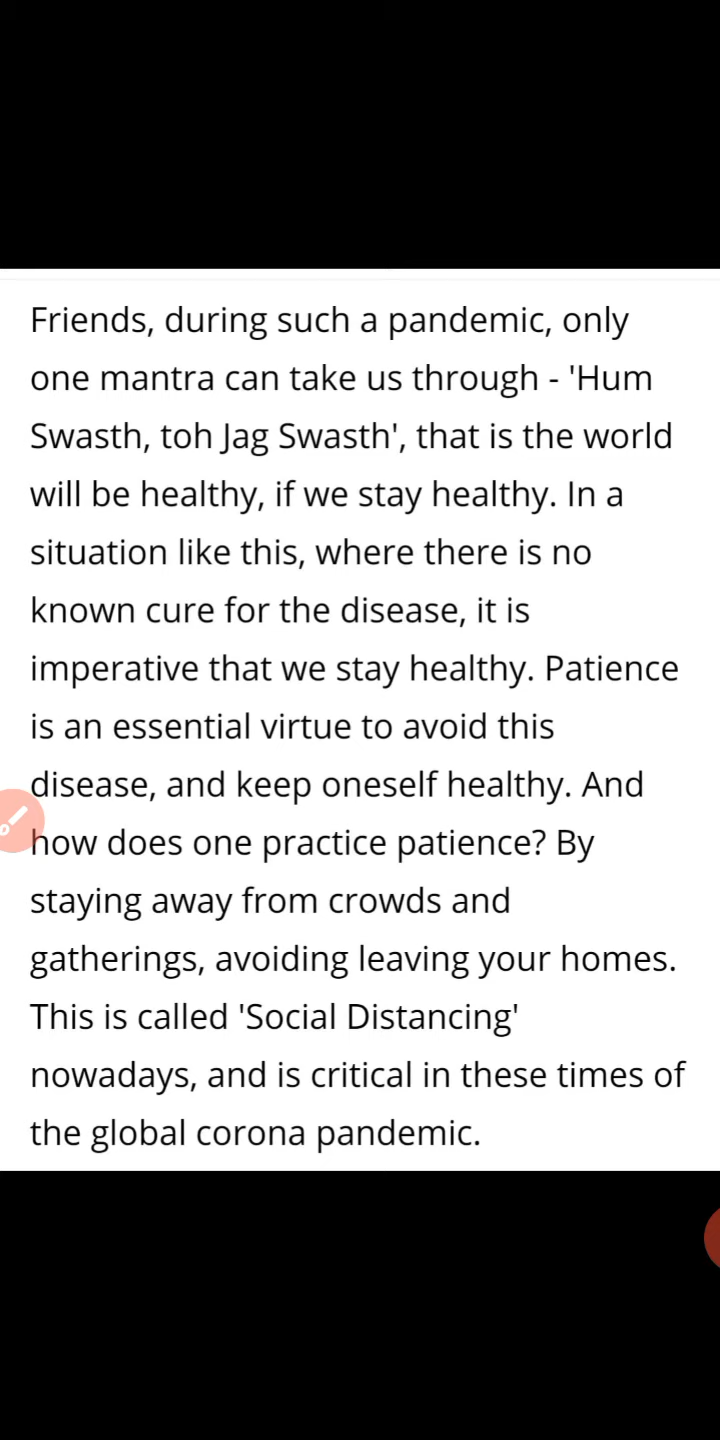 Friends, during such a pandemic, only
one mantra can take us through - 'Hum
Swasth, toh Jag Swasth', that is the world
will be healthy, if we stay healthy. In a
situation like this, where there is no
known cure for the disease, it is
imperative that we stay healthy. Patience
is an essential virtue to avoid this
disease, and keep oneself healthy. And
how does one practice patience? By
staying away from crowds and
gatherings, avoiding leaving your homes.
This is called 'Social Distancing'
nowadays, and is critical in these times of
the global corona pandemic.